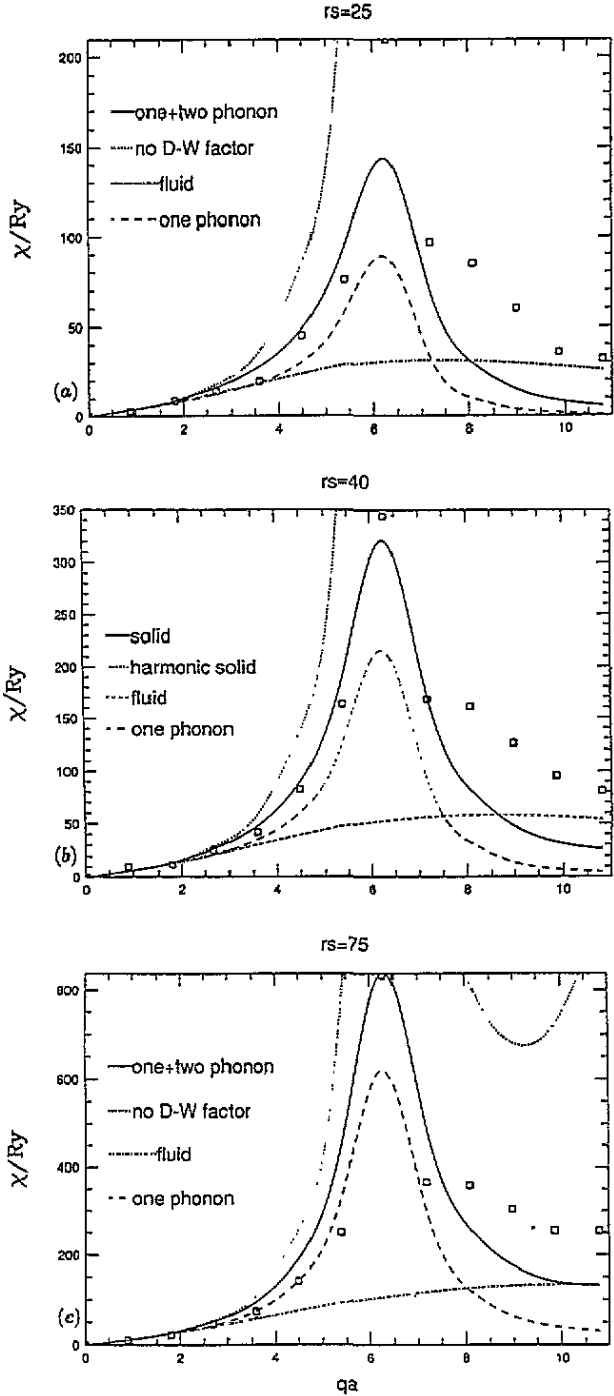 rs=25
210
150
100
50
0
χ/Ry
one+two phonon
no D-W factor
fluid
one phonon
(a)
0 2 4 6 8 10
rs=40
350
300
250
200
150
100
50
0
χ/Ry
solid
harmonic solid
fluid
one phonon
(b)
0 2 4 6 8 10
rs=75
800
600
400
200
0
χ/Ry
one+two phonon
no D-W factor
fluid
one phonon
(c)
0 2 4 6 8 10
qa